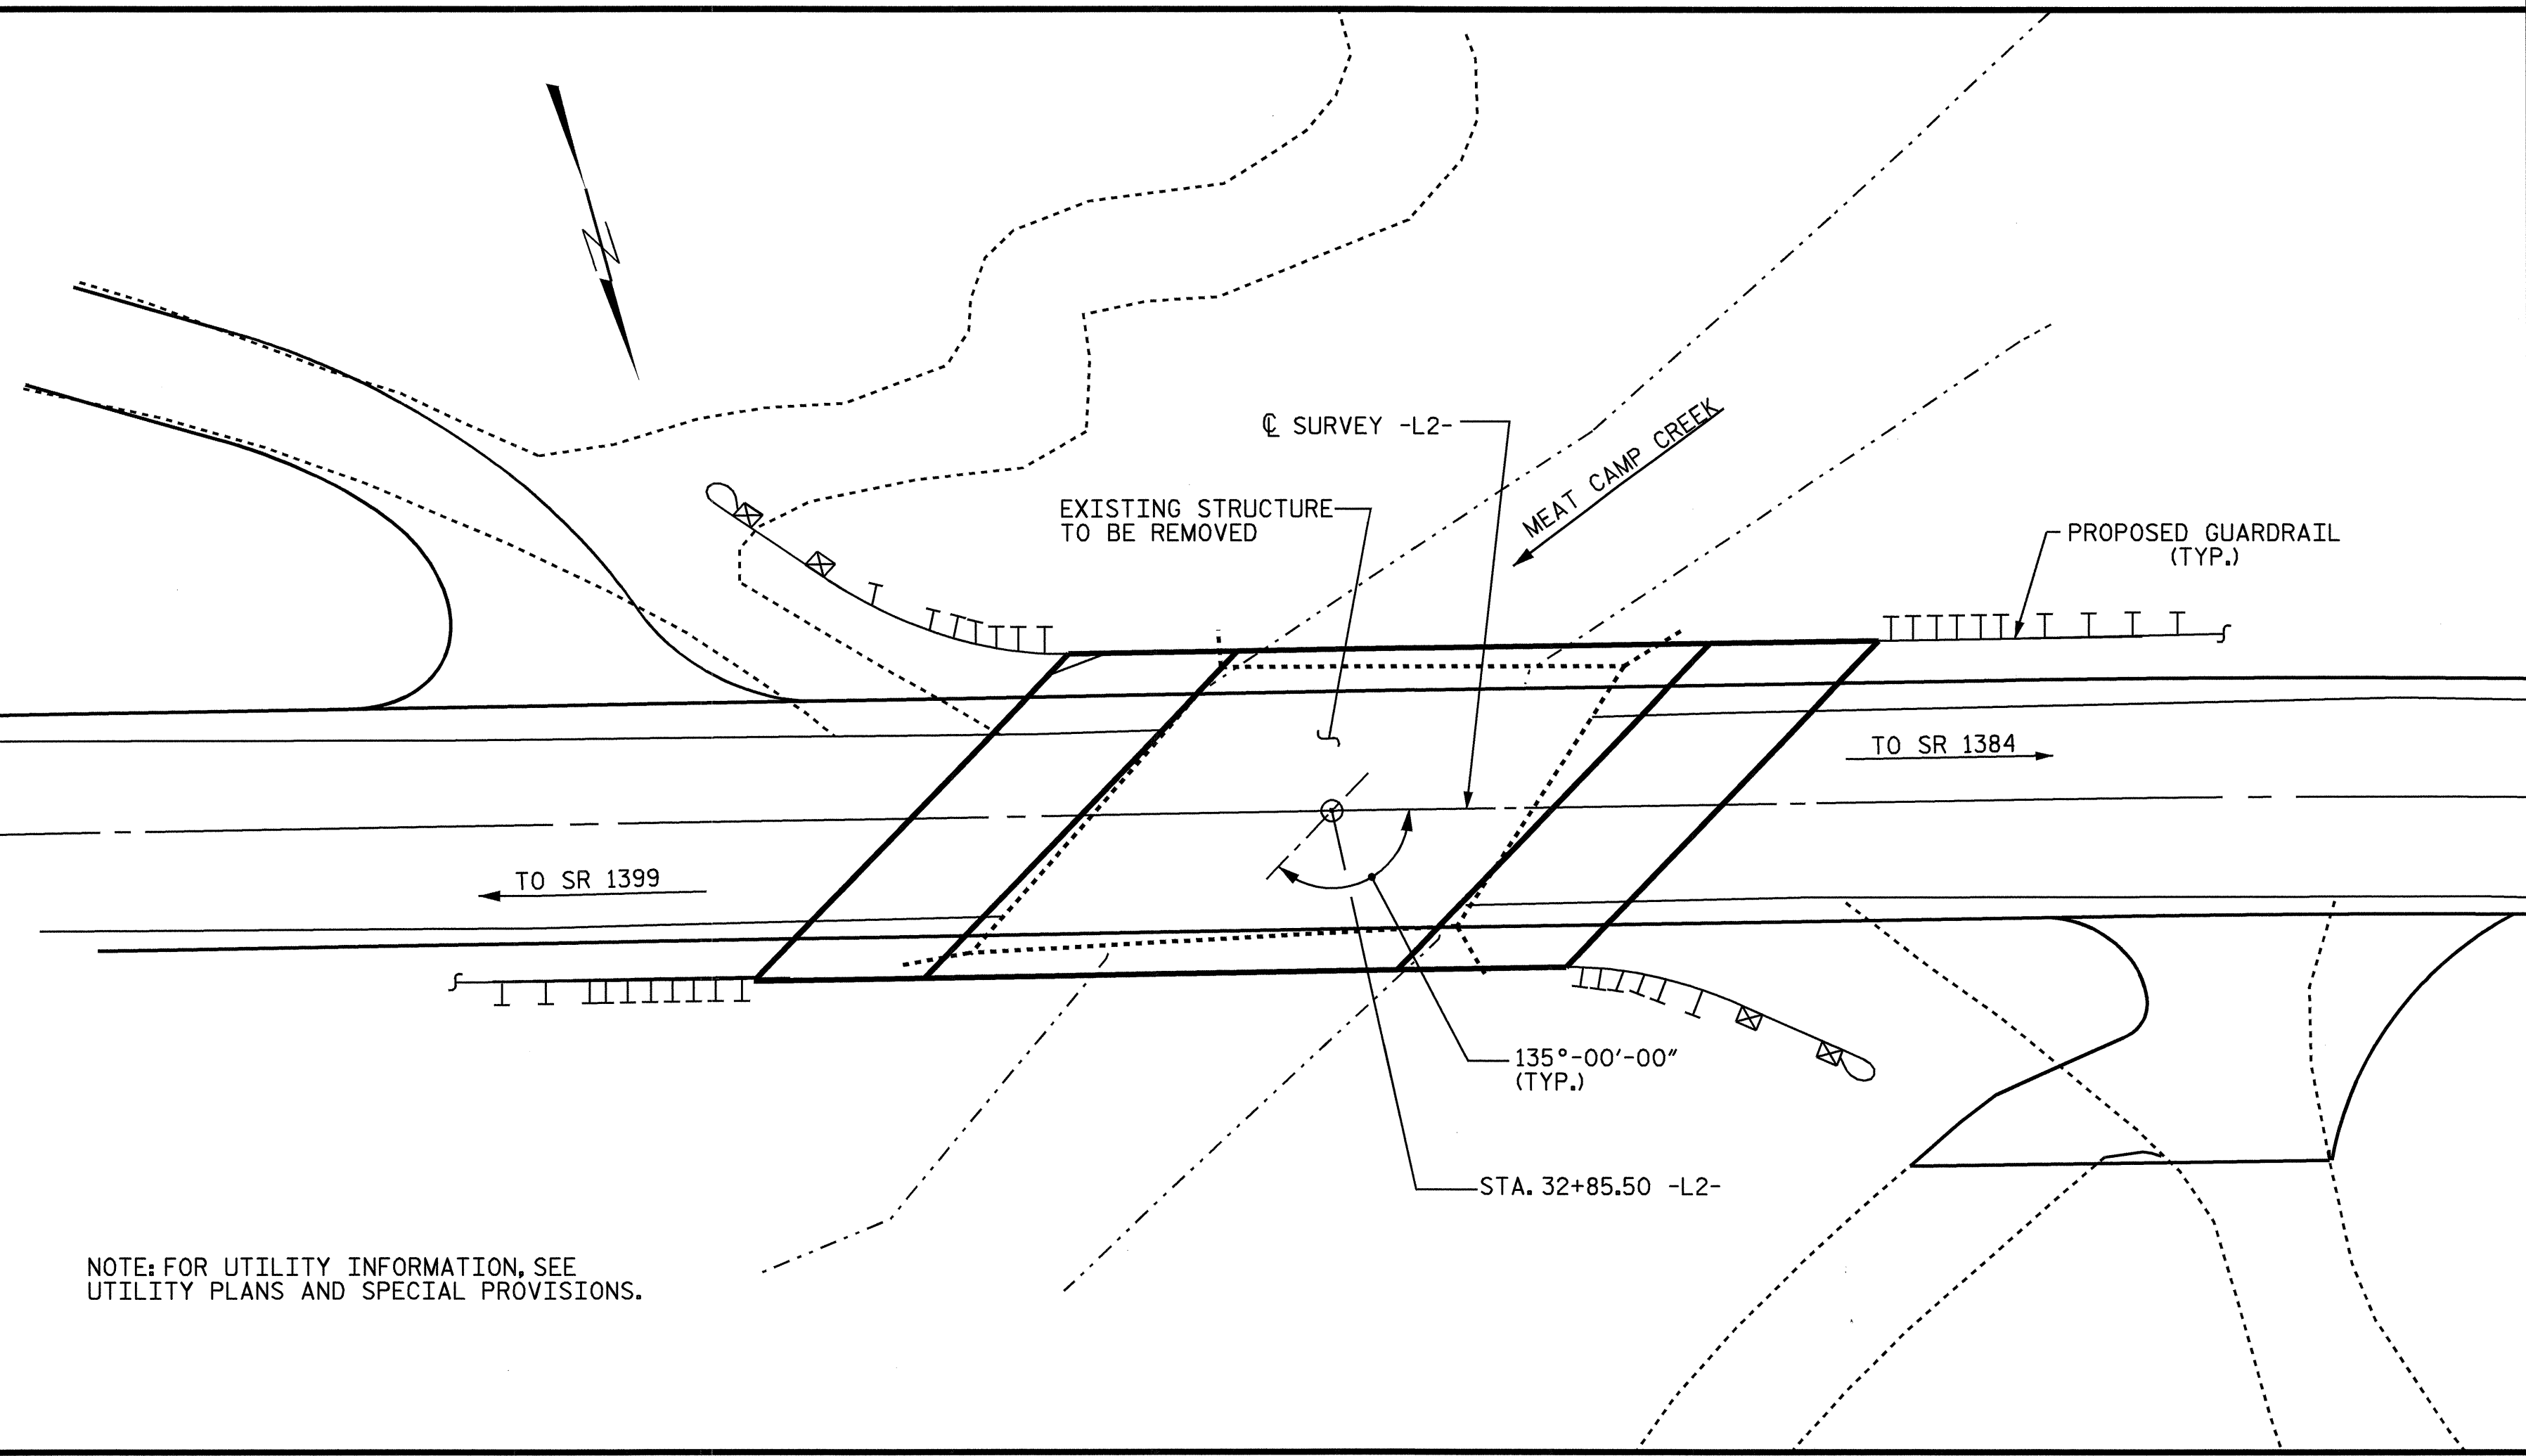 N
℄ SURVEY -L2-
MEAT CAMP CREEK
EXISTING STRUCTURE
TO BE REMOVED
PROPOSED GUARDRAIL
(TYP.)
TO SR 1384
TO SR 1399
135°-00'-00"
(TYP.)
STA. 32+85.50 -L2-
NOTE: FOR UTILITY INFORMATION, SEE
UTILITY PLANS AND SPECIAL PROVISIONS.